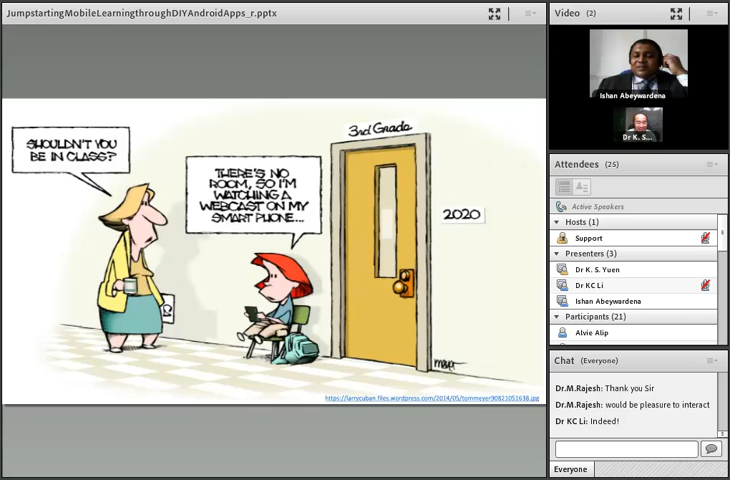 JumpstartingMobileLearningthroughDIYAndroidApps_r.pptx
SHOULDN'T YOU
BE IN CLASS?
THERE'S NO
ROOM, SO I'M
WATCHING A
WEBCAST ON MY
SMART PHONE...
3rd Grade
2020
https://larrycuban.files.wordpress.com/2014/05/tommeyer90821051638.jpg
Video (2)
Ishan Abeywardena
Dr K. S...
Attendees (25)
Active Speakers
Hosts (1)
Support
Presenters (3)
Dr K. S. Yuen
Dr KC Li
Ishan Abeywardena
Participants (21)
Alvie Alip
Chat (Everyone)
Dr.M.Rajesh: Thank you Sir
Dr.M.Rajesh: would be pleasure to interact
Dr KC Li: Indeed!
Everyone